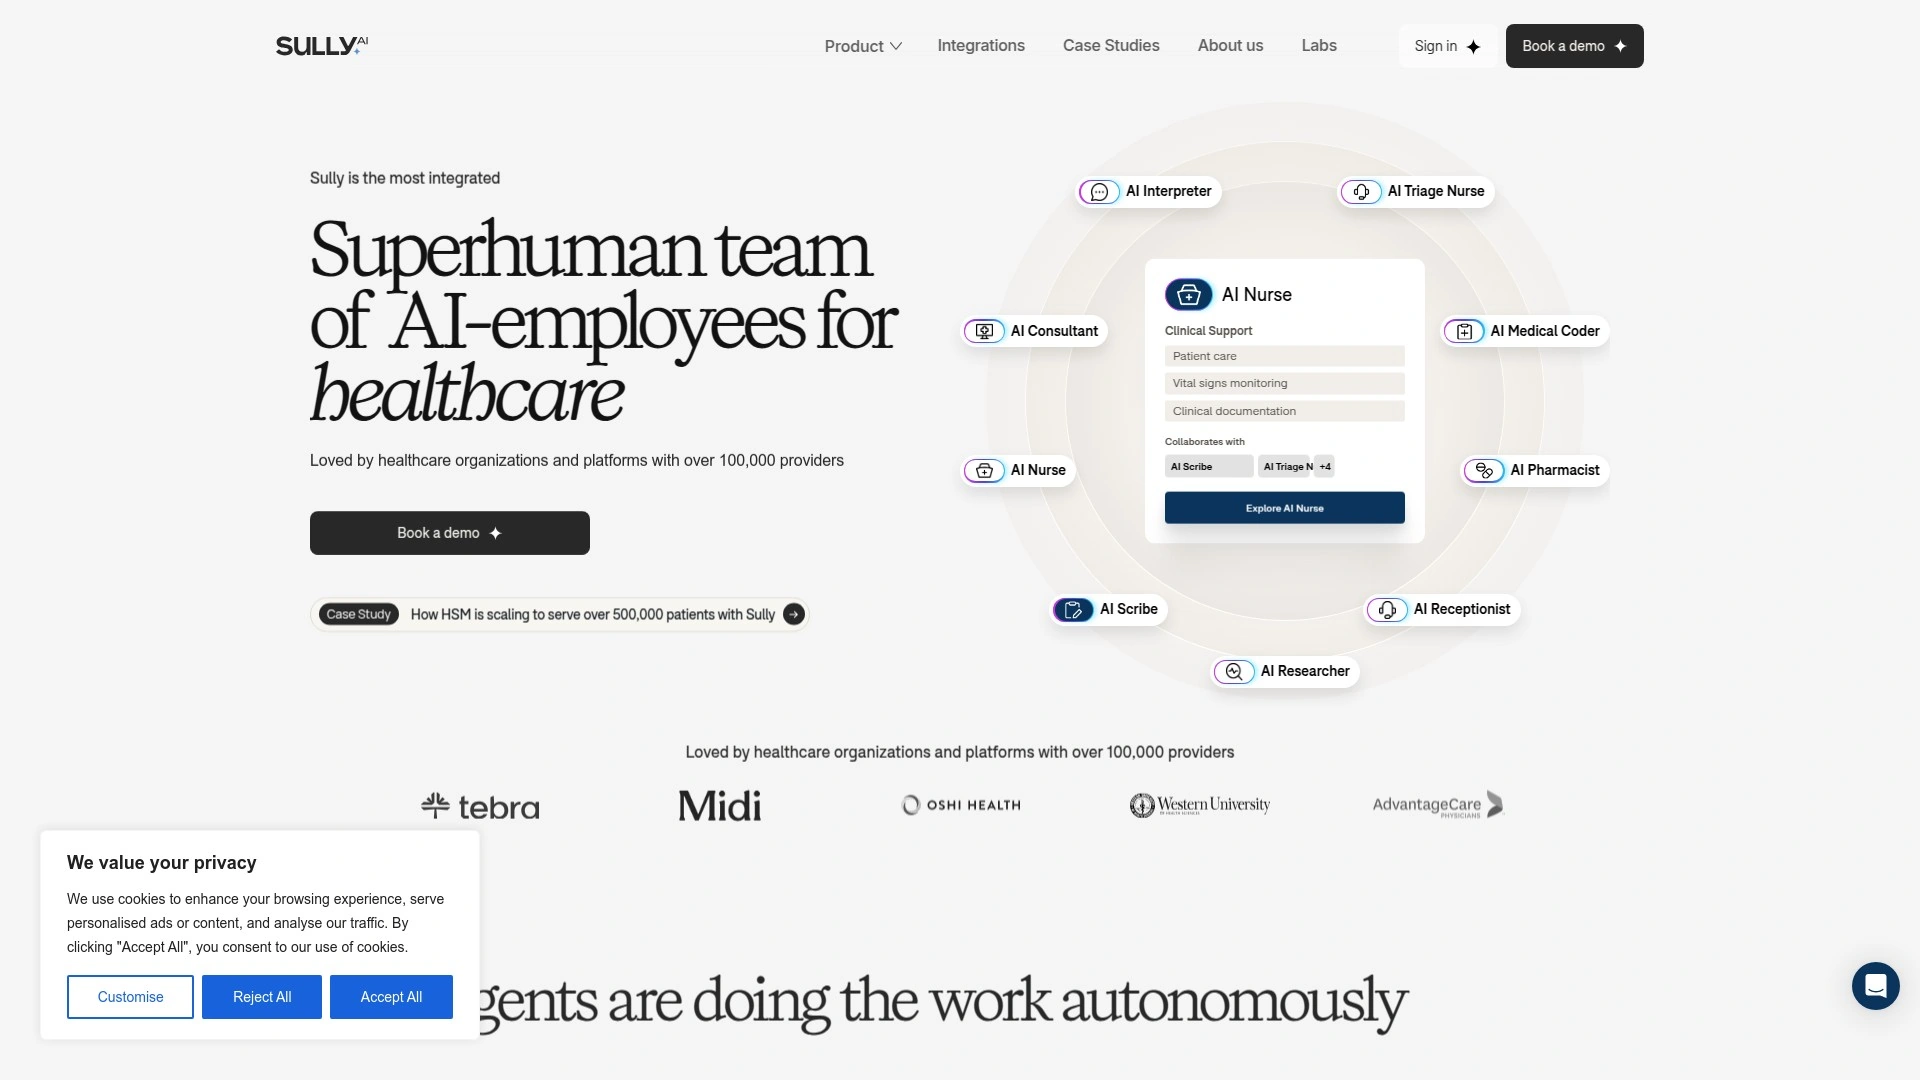 SULLY AI
Product
Integrations
Case Studies
About us
Labs
Sign in
Book a demo
Sully is the most integrated
Superhuman team
of AI-employees for
healthcare
Loved by healthcare organizations and platforms with over 100,000 providers
Book a demo
Case Study
How HSM is scaling to serve over 500,000 patients with Sully
AI Interpreter
AI Triage Nurse
AI Consultant
AI Medical Coder
AI Nurse
AI Pharmacist
AI Scribe
AI Receptionist
AI Researcher
AI Nurse
Clinical Support
Patient care
Vital signs monitoring
Clinical documentation
Collaborates with
AI Scribe
AI Triage N
+4
Explore AI Nurse
Loved by healthcare organizations and platforms with over 100,000 providers
tebra
Midi
OSHI HEALTH
Western University
OF HEALTH SCIENCES
AdvantageCare
PHYSICIANS
gents are doing the work autonomously
We value your privacy
We use cookies to enhance your browsing experience, serve
personalised ads or content, and analyse our traffic. By
clicking "Accept All", you consent to our use of cookies.
Customise
Reject All
Accept All